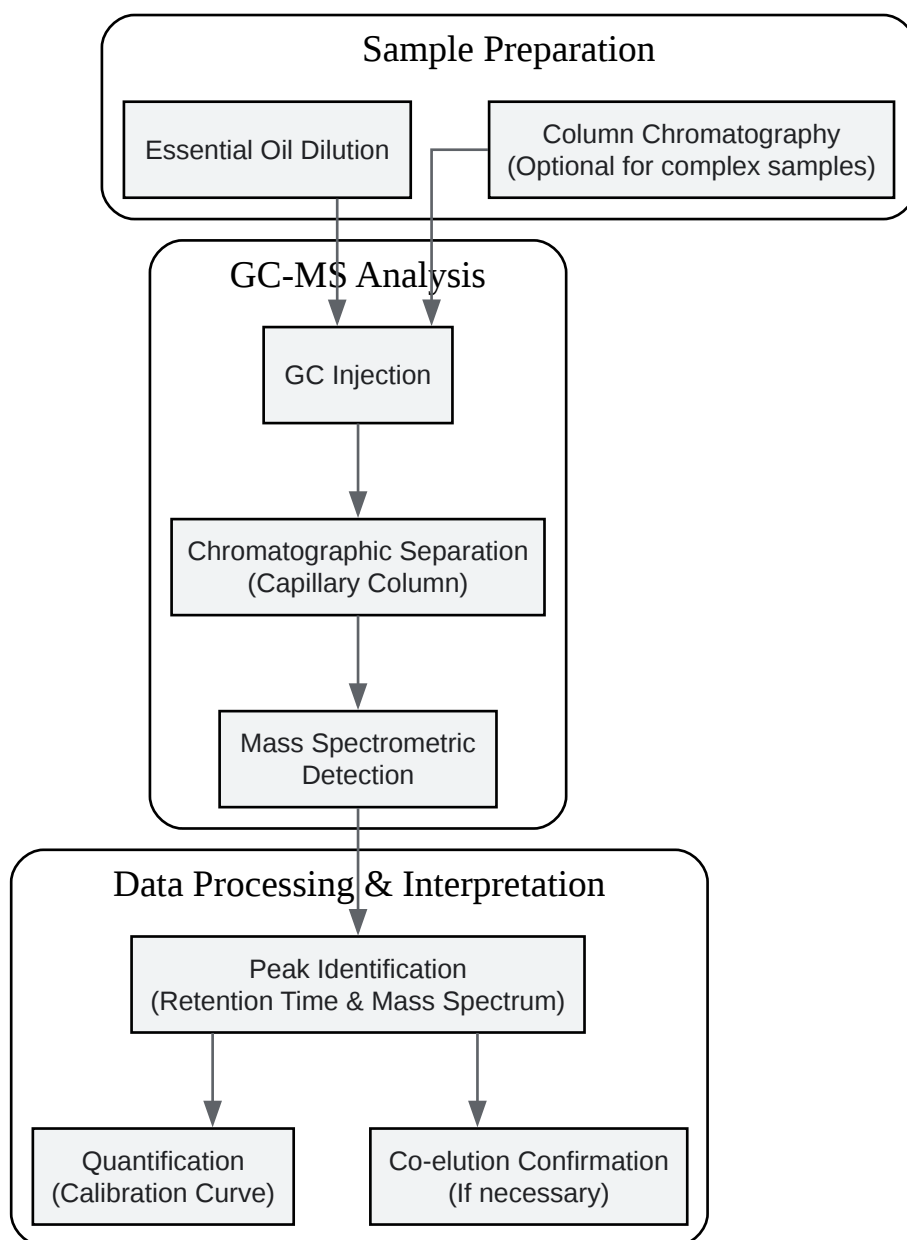 Sample Preparation
Essential Oil Dilution
Column Chromatography
(Optional for complex samples)
GC-MS Analysis
GC Injection
Chromatographic Separation
(Capillary Column)
Mass Spectrometric
Detection
Data Processing & Interpretation
Peak Identification
(Retention Time & Mass Spectrum)
Quantification
(Calibration Curve)
Co-elution Confirmation
(If necessary)